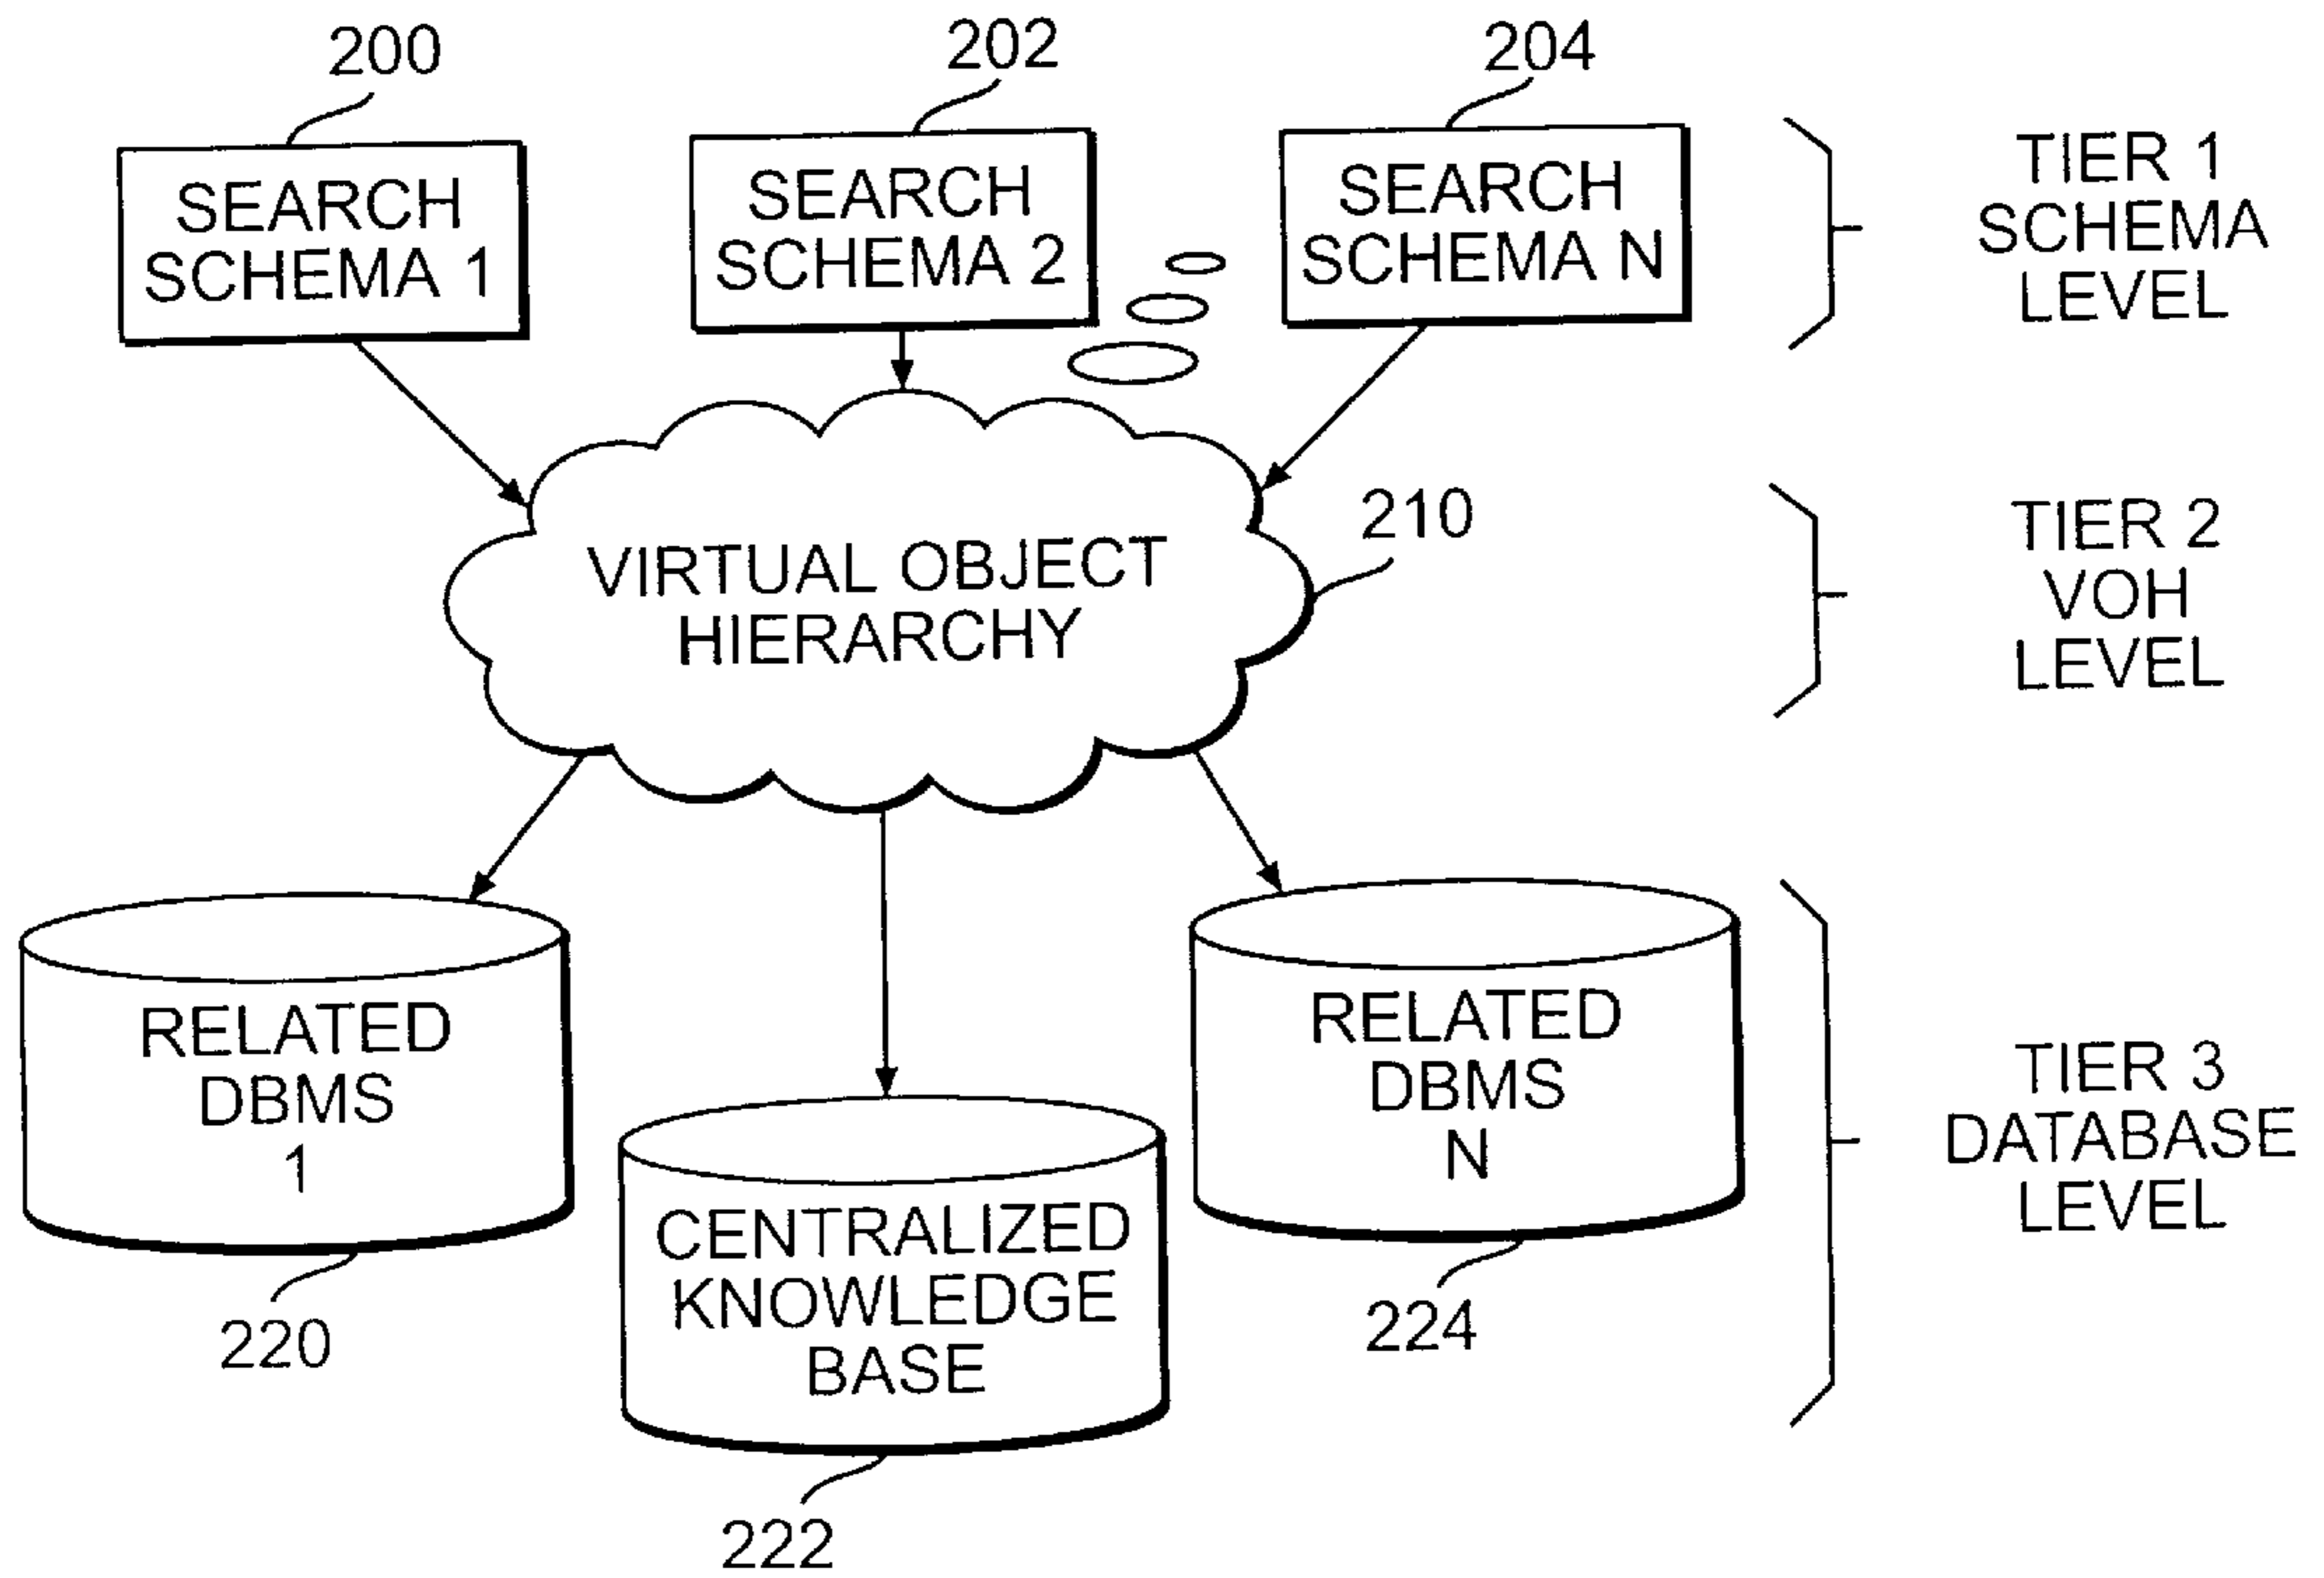 200
202
204
SEARCH
SCHEMA 1
SEARCH
SCHEMA 2
SEARCH
SCHEMA N
TIER 1
SCHEMA
LEVEL
210
VIRTUAL OBJECT
HIERARCHY
TIER 2
VOH
LEVEL
RELATED
DBMS
1
CENTRALIZED
KNOWLEDGE
BASE
RELATED
DBMS
N
TIER 3
DATABASE
LEVEL
220
222
224